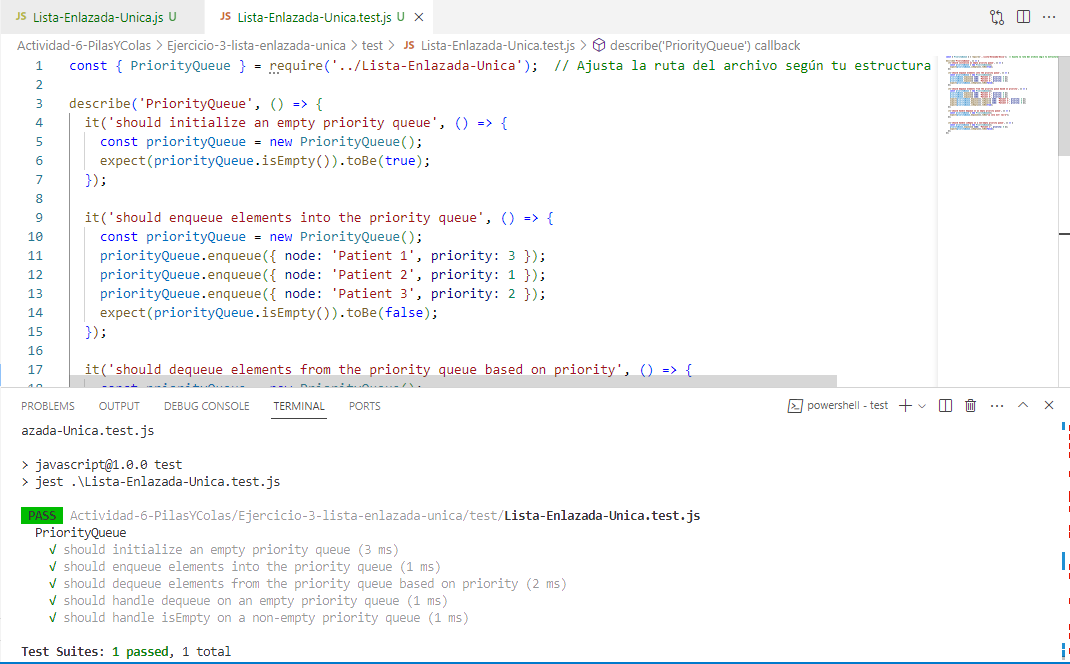 JS Lista-Enlazada-Unica.js U JS Lista-Enlazada-Unica.test.js U
Actividad-6-PilasYColas > Ejercicio-3-lista-enlazada-unica > test > JS Lista-Enlazada-Unica.test.js > describe('PriorityQueue') callback
1 const { PriorityQueue } = require('../Lista-Enlazada-Unica'); // Ajusta la ruta del archivo según tu estructura
2
3 describe('PriorityQueue', () => {
4 it('should initialize an empty priority queue', () => {
5 const priorityQueue = new PriorityQueue();
6 expect(priorityQueue.isEmpty()).toBe(true);
7 });
8
9 it('should enqueue elements into the priority queue', () => {
10 const priorityQueue = new PriorityQueue();
11 priorityQueue.enqueue({ node: 'Patient 1', priority: 3 });
12 priorityQueue.enqueue({ node: 'Patient 2', priority: 1 });
13 priorityQueue.enqueue({ node: 'Patient 3', priority: 2 });
14 expect(priorityQueue.isEmpty()).toBe(false);
15 });
16
17 it('should dequeue elements from the priority queue based on priority', () => {
18 const priorityQueue = new PriorityQueue();
PROBLEMS OUTPUT DEBUG CONSOLE TERMINAL PORTS powershell - test
azada-Unica.test.js
> javascript@1.0.0 test
> jest .\Lista-Enlazada-Unica.test.js
PASS Actividad-6-PilasYColas/Ejercicio-3-lista-enlazada-unica/test/Lista-Enlazada-Unica.test.js
PriorityQueue
√ should initialize an empty priority queue (3 ms)
√ should enqueue elements into the priority queue (1 ms)
√ should dequeue elements from the priority queue based on priority (2 ms)
√ should handle dequeue on an empty priority queue (1 ms)
√ should handle isEmpty on a non-empty priority queue (1 ms)
Test Suites: 1 passed, 1 total